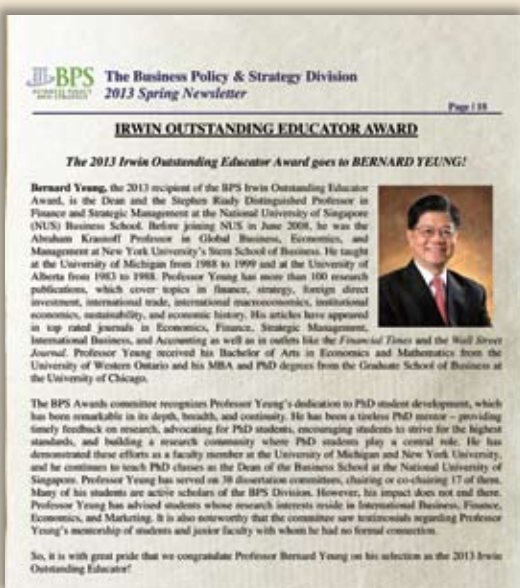 BPS The Business Policy & Strategy Division
BUSINESS POLICY
AND STRATEGY
2013 Spring Newsletter
Page | 18
IRWIN OUTSTANDING EDUCATOR AWARD
The 2013 Irwin Outstanding Educator Award goes to BERNARD YEUNG!
Bernard Yeung, the 2013 recipient of the BPS Irwin Outstanding Educator
Award, is the Dean and the Stephen Riady Distinguished Professor in
Finance and Strategic Management at the National University of Singapore
(NUS) Business School. Before joining NUS in June 2008, he was the
Abraham Krasnoff Professor in Global Business, Economics, and
Management at New York University's Stern School of Business. He taught
at the University of Michigan from 1988 to 1999 and at the University of
Alberta from 1983 to 1988. Professor Yeung has more than 100 research
publications, which cover topics in finance, strategy, foreign direct
investment, international trade, international macroeconomics, institutional
economics, sustainability, and economic history. His articles have appeared
in top rated journals in Economics, Finance, Strategic Management,
International Business, and Accounting as well as in outlets like the Financial Times and the Wall Street
Journal. Professor Yeung received his Bachelor of Arts in Economics and Mathematics from the
University of Western Ontario and his MBA and PhD degrees from the Graduate School of Business at
the University of Chicago.
The BPS Awards committee recognizes Professor Yeung's dedication to PhD student development, which
has been remarkable in its depth, breadth, and continuity. He has been a tireless PhD mentor – providing
timely feedback on research, advocating for PhD students, encouraging students to strive for the highest
standards, and building a research community where PhD students play a central role. He has
demonstrated these efforts as a faculty member at the University of Michigan and New York University,
and he continues to teach PhD classes as the Dean of the Business School at the National University of
Singapore. Professor Yeung has served on 38 dissertation committees, chairing or co-chairing 17 of them.
Many of his students are active scholars of the BPS Division. However, his impact does not end there.
Professor Yeung has advised students whose research interests reside in International Business, Finance,
Economics, and Marketing. It is also noteworthy that the committee saw testimonials regarding Professor
Yeung's mentorship of students and junior faculty with whom he had no formal connection.
So, it is with great pride that we congratulate Professor Bernard Yeung on his selection as the 2013 Irwin
Outstanding Educator!